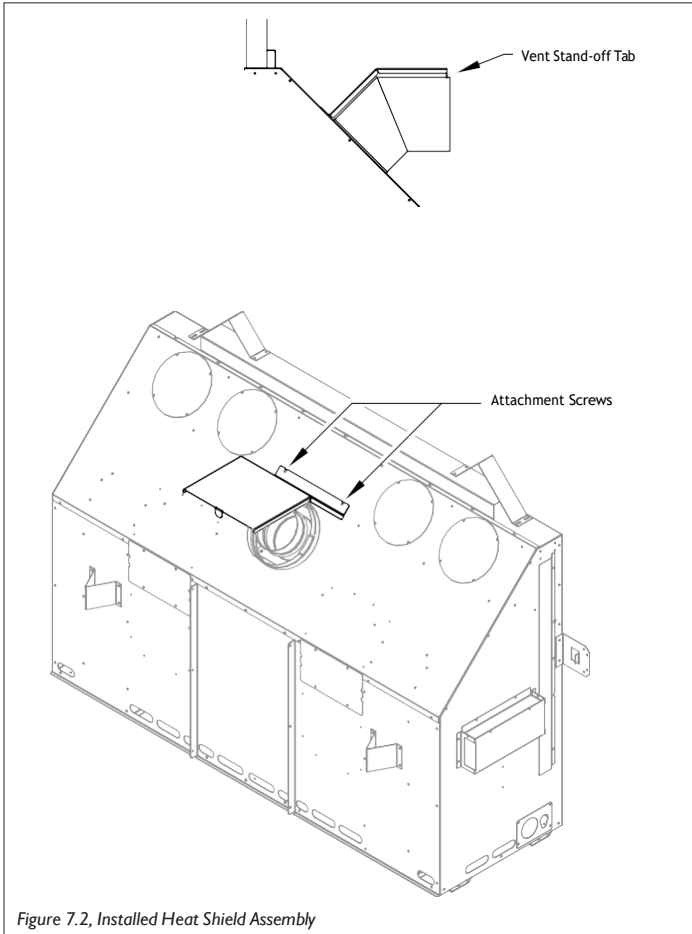 Vent Stand-off Tab
Attachment Screws
Figure 7.2, Installed Heat Shield Assembly